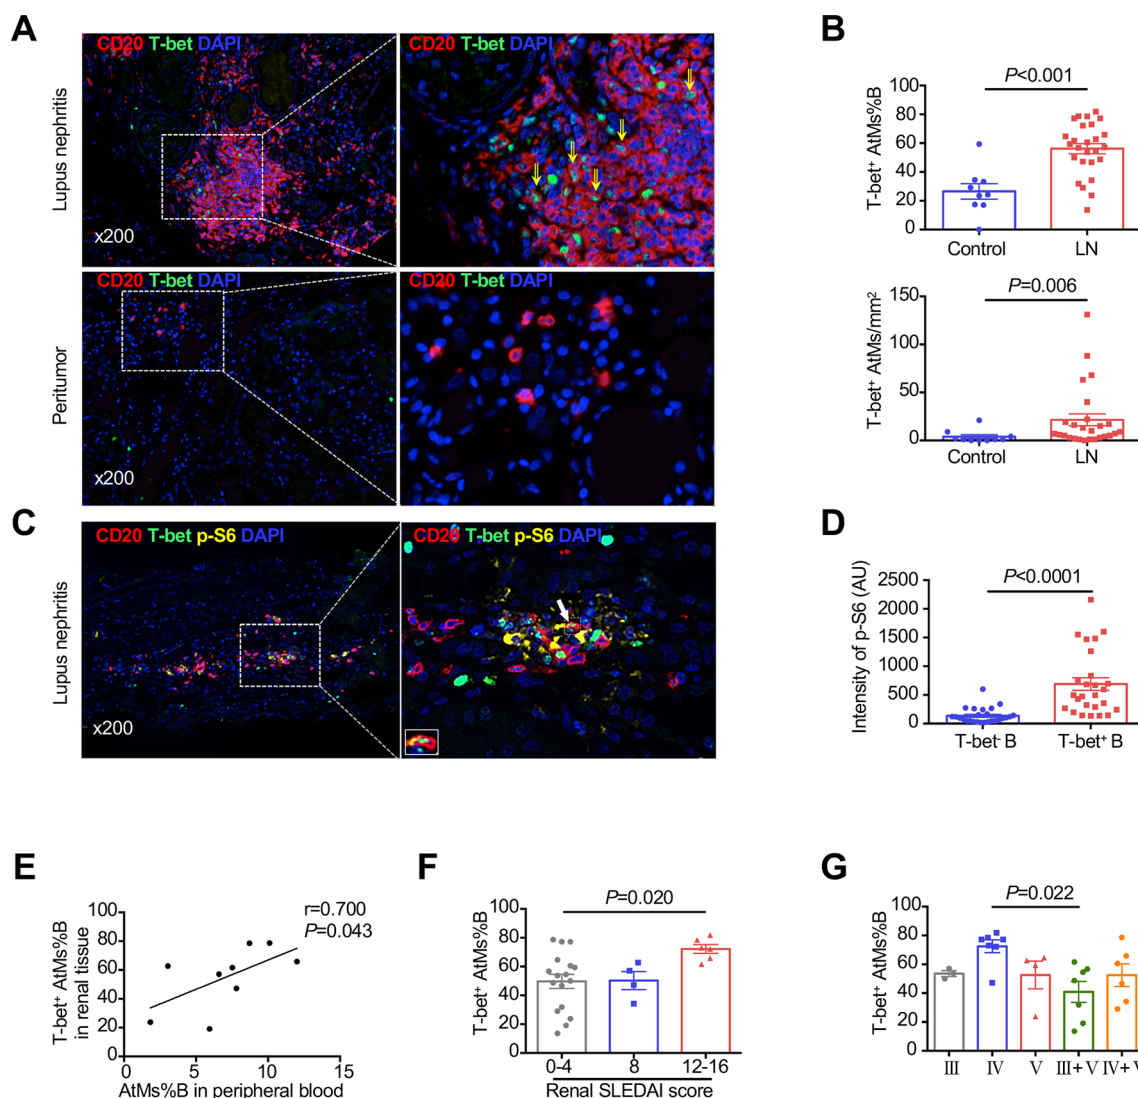 A
CD20 T-bet DAPI
CD20 T-bet DAPI
Lupus nephritis
x200
CD20 T-bet DAPI
CD20 T-bet DAPI
Peritumor
x200
B
P<0.001
T-bet⁺ AtMs%B
100
80
60
40
20
0
Control
LN
P=0.006
T-bet⁺ AtMs/mm²
150
100
50
0
Control
LN
C
CD20 T-bet p-S6 DAPI
CD20 T-bet p-S6 DAPI
Lupus nephritis
x200
D
P<0.0001
Intensity of p-S6 (AU)
2500
2000
1500
1000
500
0
T-bet⁻ B
T-bet⁺ B
E
r=0.700
P=0.043
T-bet⁺ AtMs%B
in renal tissue
100
80
60
40
20
0
0
5
10
15
AtMs%B in peripheral blood
F
P=0.020
T-bet⁺ AtMs%B
100
80
60
40
20
0
0-4
8
12-16
Renal SLEDAI score
G
P=0.022
T-bet⁺ AtMs%B
100
80
60
40
20
0
III
IV
V
III+V